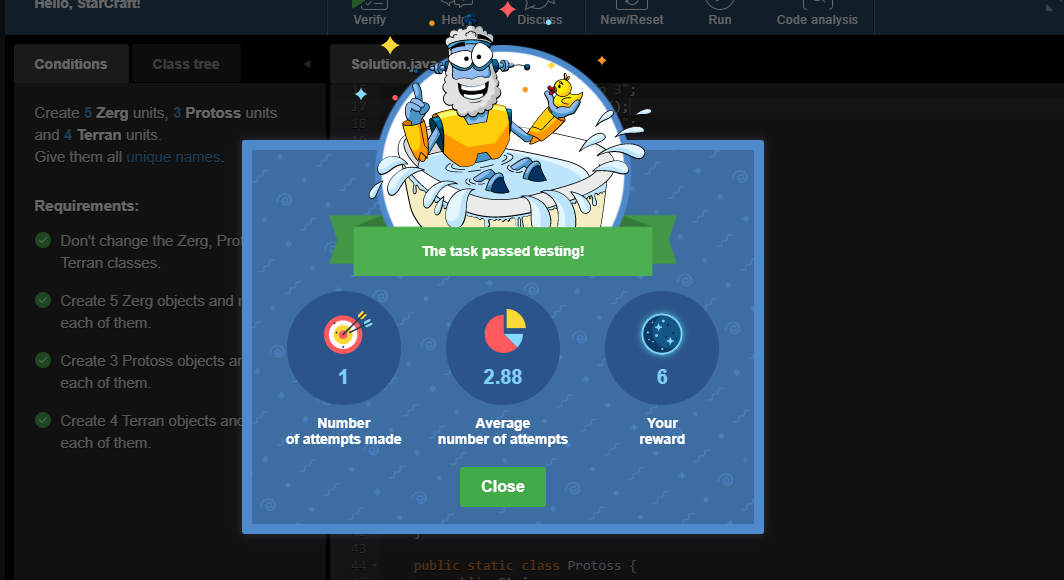 Hello, StarCraft!
Verify
Help
Discuss
New/Reset
Run
Code analysis
Conditions
Class tree
Solution.java
Create 5 Zerg units, 3 Protoss units
and 4 Terran units.
Give them all unique names.
Requirements:
Don't change the Zerg,
Terran classes.
Create 5 Zerg objects and
each of them.
Create 3 Protoss objects
each of them.
Create 4 Terran objects and
each of them.
17
18
3";
);
";
The task passed testing!
1
2.88
6
Number
of attempts made
Average
number of attempts
Your
reward
Close
43
44
public static class Protoss {